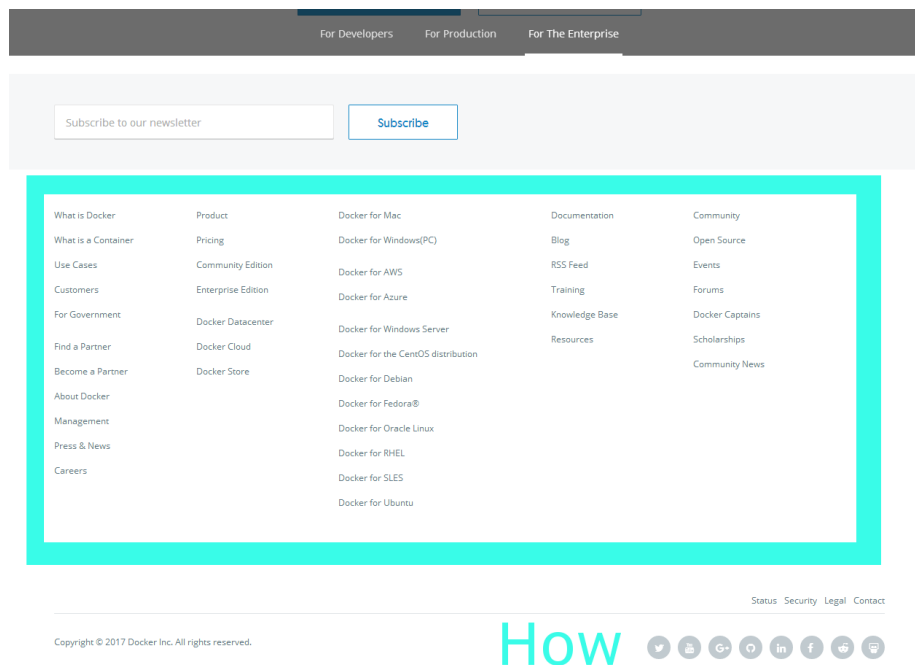 For Developers For Production For The Enterprise
Subscribe to our newsletter Subscribe
What is Docker
What is a Container
Use Cases
Customers
For Government
Find a Partner
Become a Partner
About Docker
Management
Press & News
Careers
Product
Pricing
Community Edition
Enterprise Edition
Docker Datacenter
Docker Cloud
Docker Store
Docker for Mac
Docker for Windows(PC)
Docker for AWS
Docker for Azure
Docker for Windows Server
Docker for the CentOS distribution
Docker for Debian
Docker for Fedora®
Docker for Oracle Linux
Docker for RHEL
Docker for SLES
Docker for Ubuntu
Documentation
Blog
RSS Feed
Training
Knowledge Base
Resources
Community
Open Source
Events
Forums
Docker Captains
Scholarships
Community News
Status Security Legal Contact
Copyright © 2017 Docker Inc. All rights reserved.
How